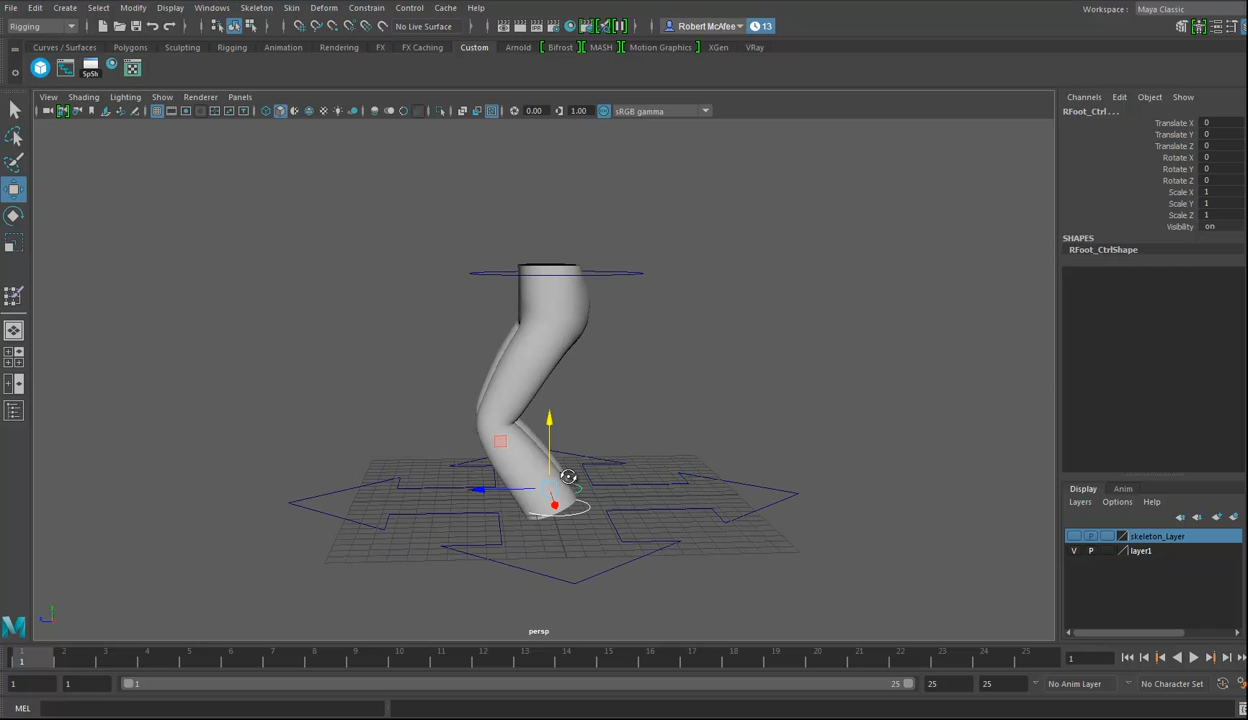 File Edit Create Select Modify Display Windows Skeleton Skin Deform Constrain Control Cache Help Workspace : Maya Classic
Rigging No Live Surface Robert McAfee 13
Curves / Surfaces Polygons Sculpting Rigging Animation Rendering FX FX Caching Custom Arnold Bifrost MASH Motion Graphics XGen VRay
SpSh
View Shading Lighting Show Renderer Panels Channels Edit Object Show
0.00 1.00 sRGB gamma RFoot_Ctrl . . .
Translate X 0
Translate Y 0
Translate Z 0
Rotate X 0
Rotate Y 0
Rotate Z 0
Scale X 1
Scale Y 1
Scale Z 1
Visibility on
SHAPES
RFoot_CtrlShape
Display Anim
Layers Options Help
P skeleton_Layer
V P layer1
persp
1 2 3 4 5 6 7 8 9 10 11 12 13 14 15 16 17 18 19 20 21 22 23 24 25
1 1
1 1 1 25 25 25 No Anim Layer No Character Set
MEL